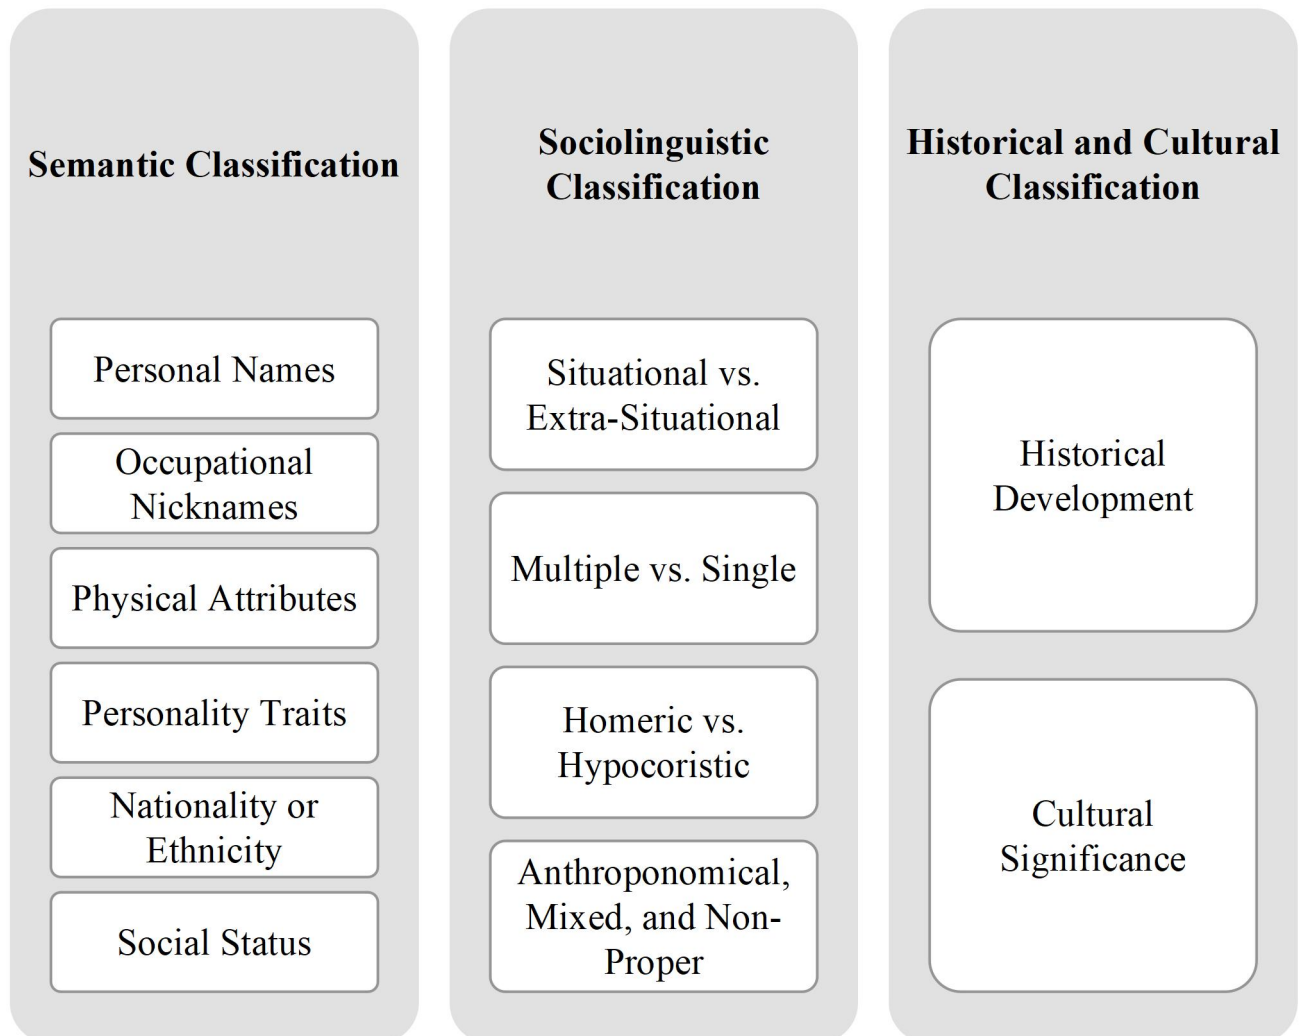 Semantic Classification
Personal Names
Occupational
Nicknames
Physical Attributes
Personality Traits
Nationality or
Ethnicity
Social Status
Sociolinguistic
Classification
Situational vs.
Extra-Situational
Multiple vs. Single
Homeric vs.
Hypocoristic
Anthroponomical,
Mixed, and Non-
Proper
Historical and Cultural
Classification
Historical
Development
Cultural
Significance